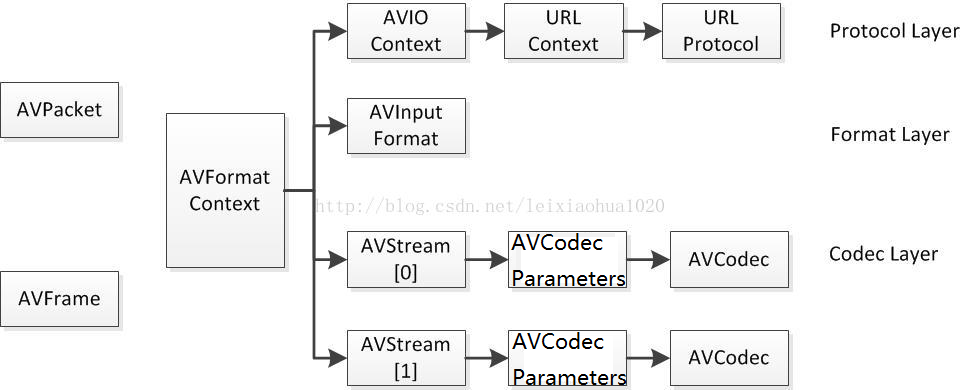 AVIO
Context
URL
Context
URL
Protocol
Protocol Layer
AVPacket
AVInput
Format
Format Layer
AVFormat
Context
http://blog.csdn.net/leixiaohua1020
AVStream
[0]
AVCodec
Parameters
AVCodec
Codec Layer
AVFrame
AVStream
[1]
AVCodec
Parameters
AVCodec